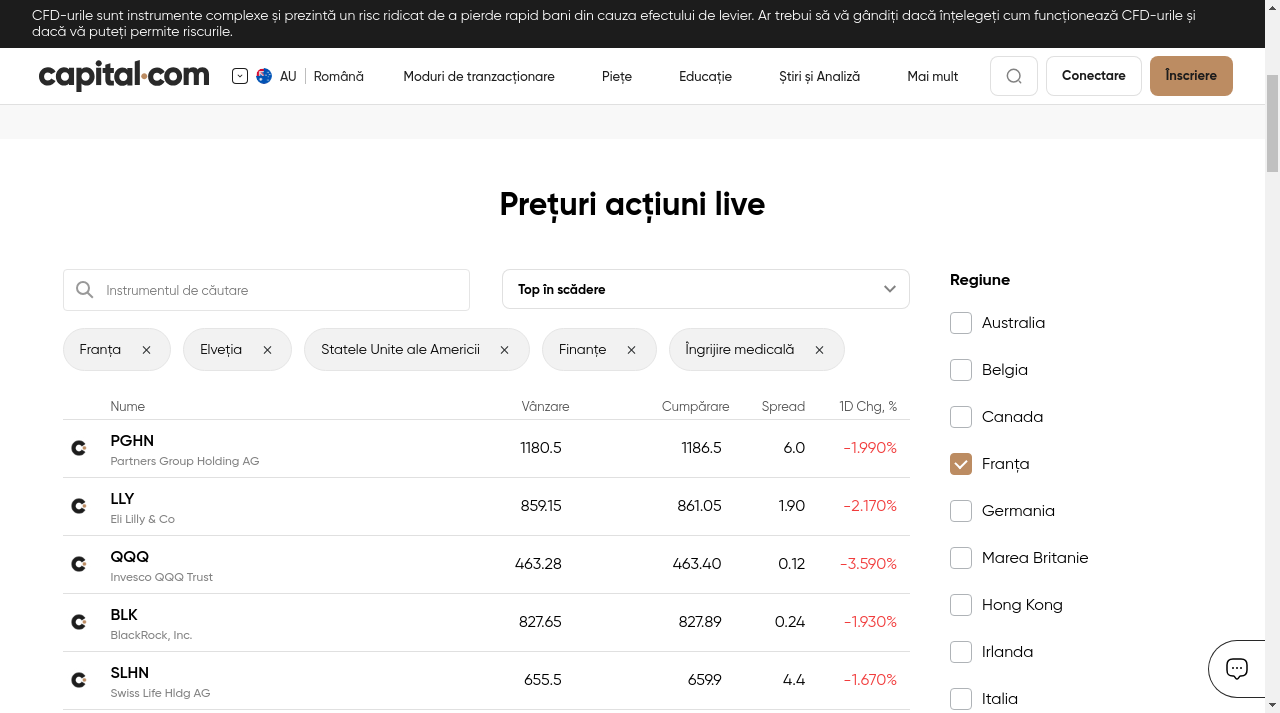 CFD-urile sunt instrumente complexe și prezintă un risc ridicat de a pierde rapid bani din cauza efectului de levier. Ar trebui să vă gândiți dacă înțelegeți cum funcționează CFD-urile și
dacă vă puteți permite riscurile.
capital.com AU Română Moduri de tranzacționare Piețe Educație Știri și Analiză Mai mult Conectare Înscriere
Prețuri acțiuni live
Instrumentul de căutare
Top în scădere
Franța Elveția Statele Unite ale Americii Finanțe Îngrijire medicală
Nume Vânzare Cumpărare Spread 1D Chg, %
PGHN 1180.5 1186.5 6.0 -1.990%
Partners Group Holding AG
LLY 859.15 861.05 1.90 -2.170%
Eli Lilly & Co
QQQ 463.28 463.40 0.12 -3.590%
Invesco QQQ Trust
BLK 827.65 827.89 0.24 -1.930%
BlackRock, Inc.
SLHN 655.5 659.9 4.4 -1.670%
Swiss Life Hldg AG
Regiune
Australia
Belgia
Canada
Franța
Germania
Marea Britanie
Hong Kong
Irlanda
Italia